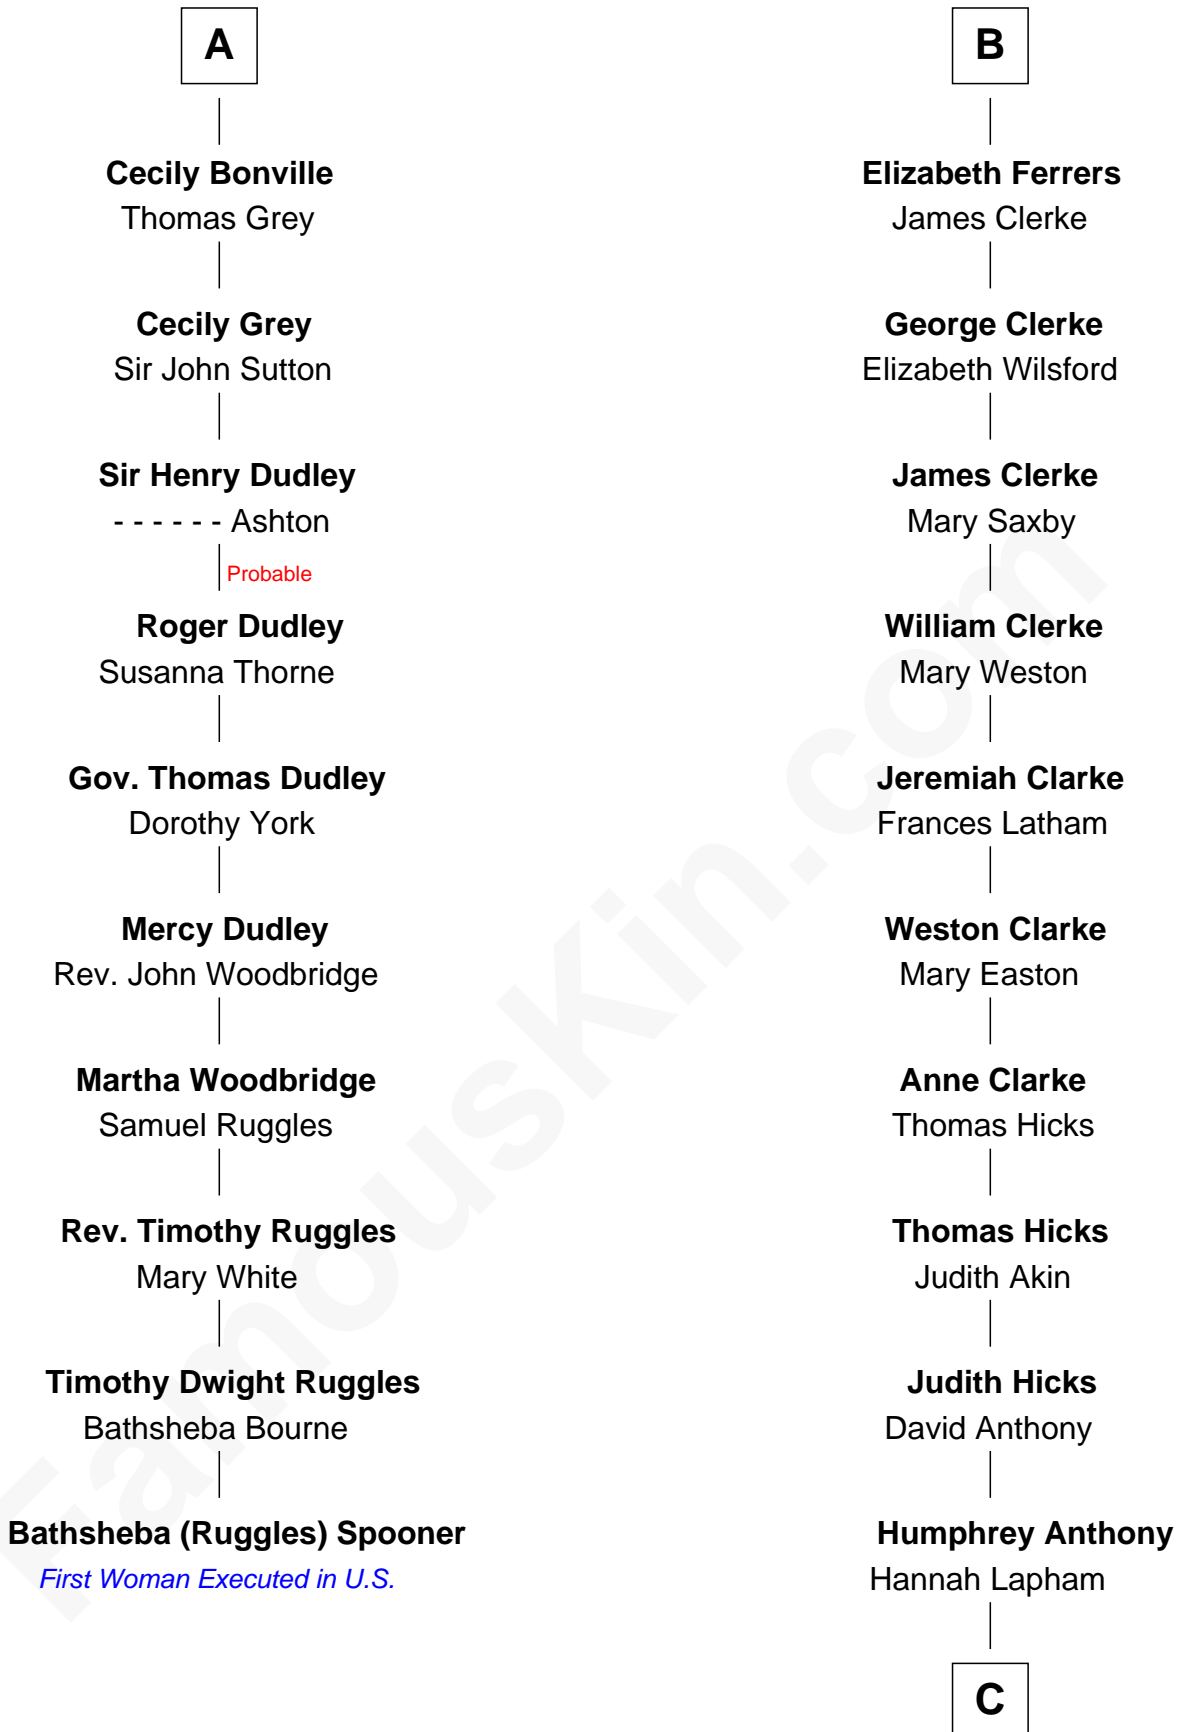 A
Cecily Bonville
Thomas Grey
Cecily Grey
Sir John Sutton
Sir Henry Dudley
- - - - - - Ashton
Probable
Roger Dudley
Susanna Thorne
Gov. Thomas Dudley
Dorothy York
Mercy Dudley
Rev. John Woodbridge
Martha Woodbridge
Samuel Ruggles
Rev. Timothy Ruggles
Mary White
Timothy Dwight Ruggles
Bathsheba Bourne
Bathsheba (Ruggles) Spooner
First Woman Executed in U.S.
B
Elizabeth Ferrers
James Clerke
George Clerke
Elizabeth Wilsford
James Clerke
Mary Saxby
William Clerke
Mary Weston
Jeremiah Clarke
Frances Latham
Weston Clarke
Mary Easton
Anne Clarke
Thomas Hicks
Thomas Hicks
Judith Akin
Judith Hicks
David Anthony
Humphrey Anthony
Hannah Lapham
C
FamousKin.com